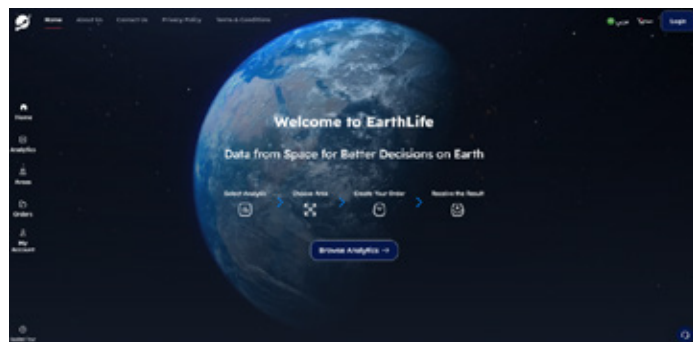 Home About Us Contact Us Privacy Policy Terms & Conditions
عربي
Login
Home
Analytics
Areas
Orders
My Account
Welcome to EarthLife
Data from Space for Better Decisions on Earth
Select Analytic Choose Area Create Your Order Receive the Result
Browse Analytics →